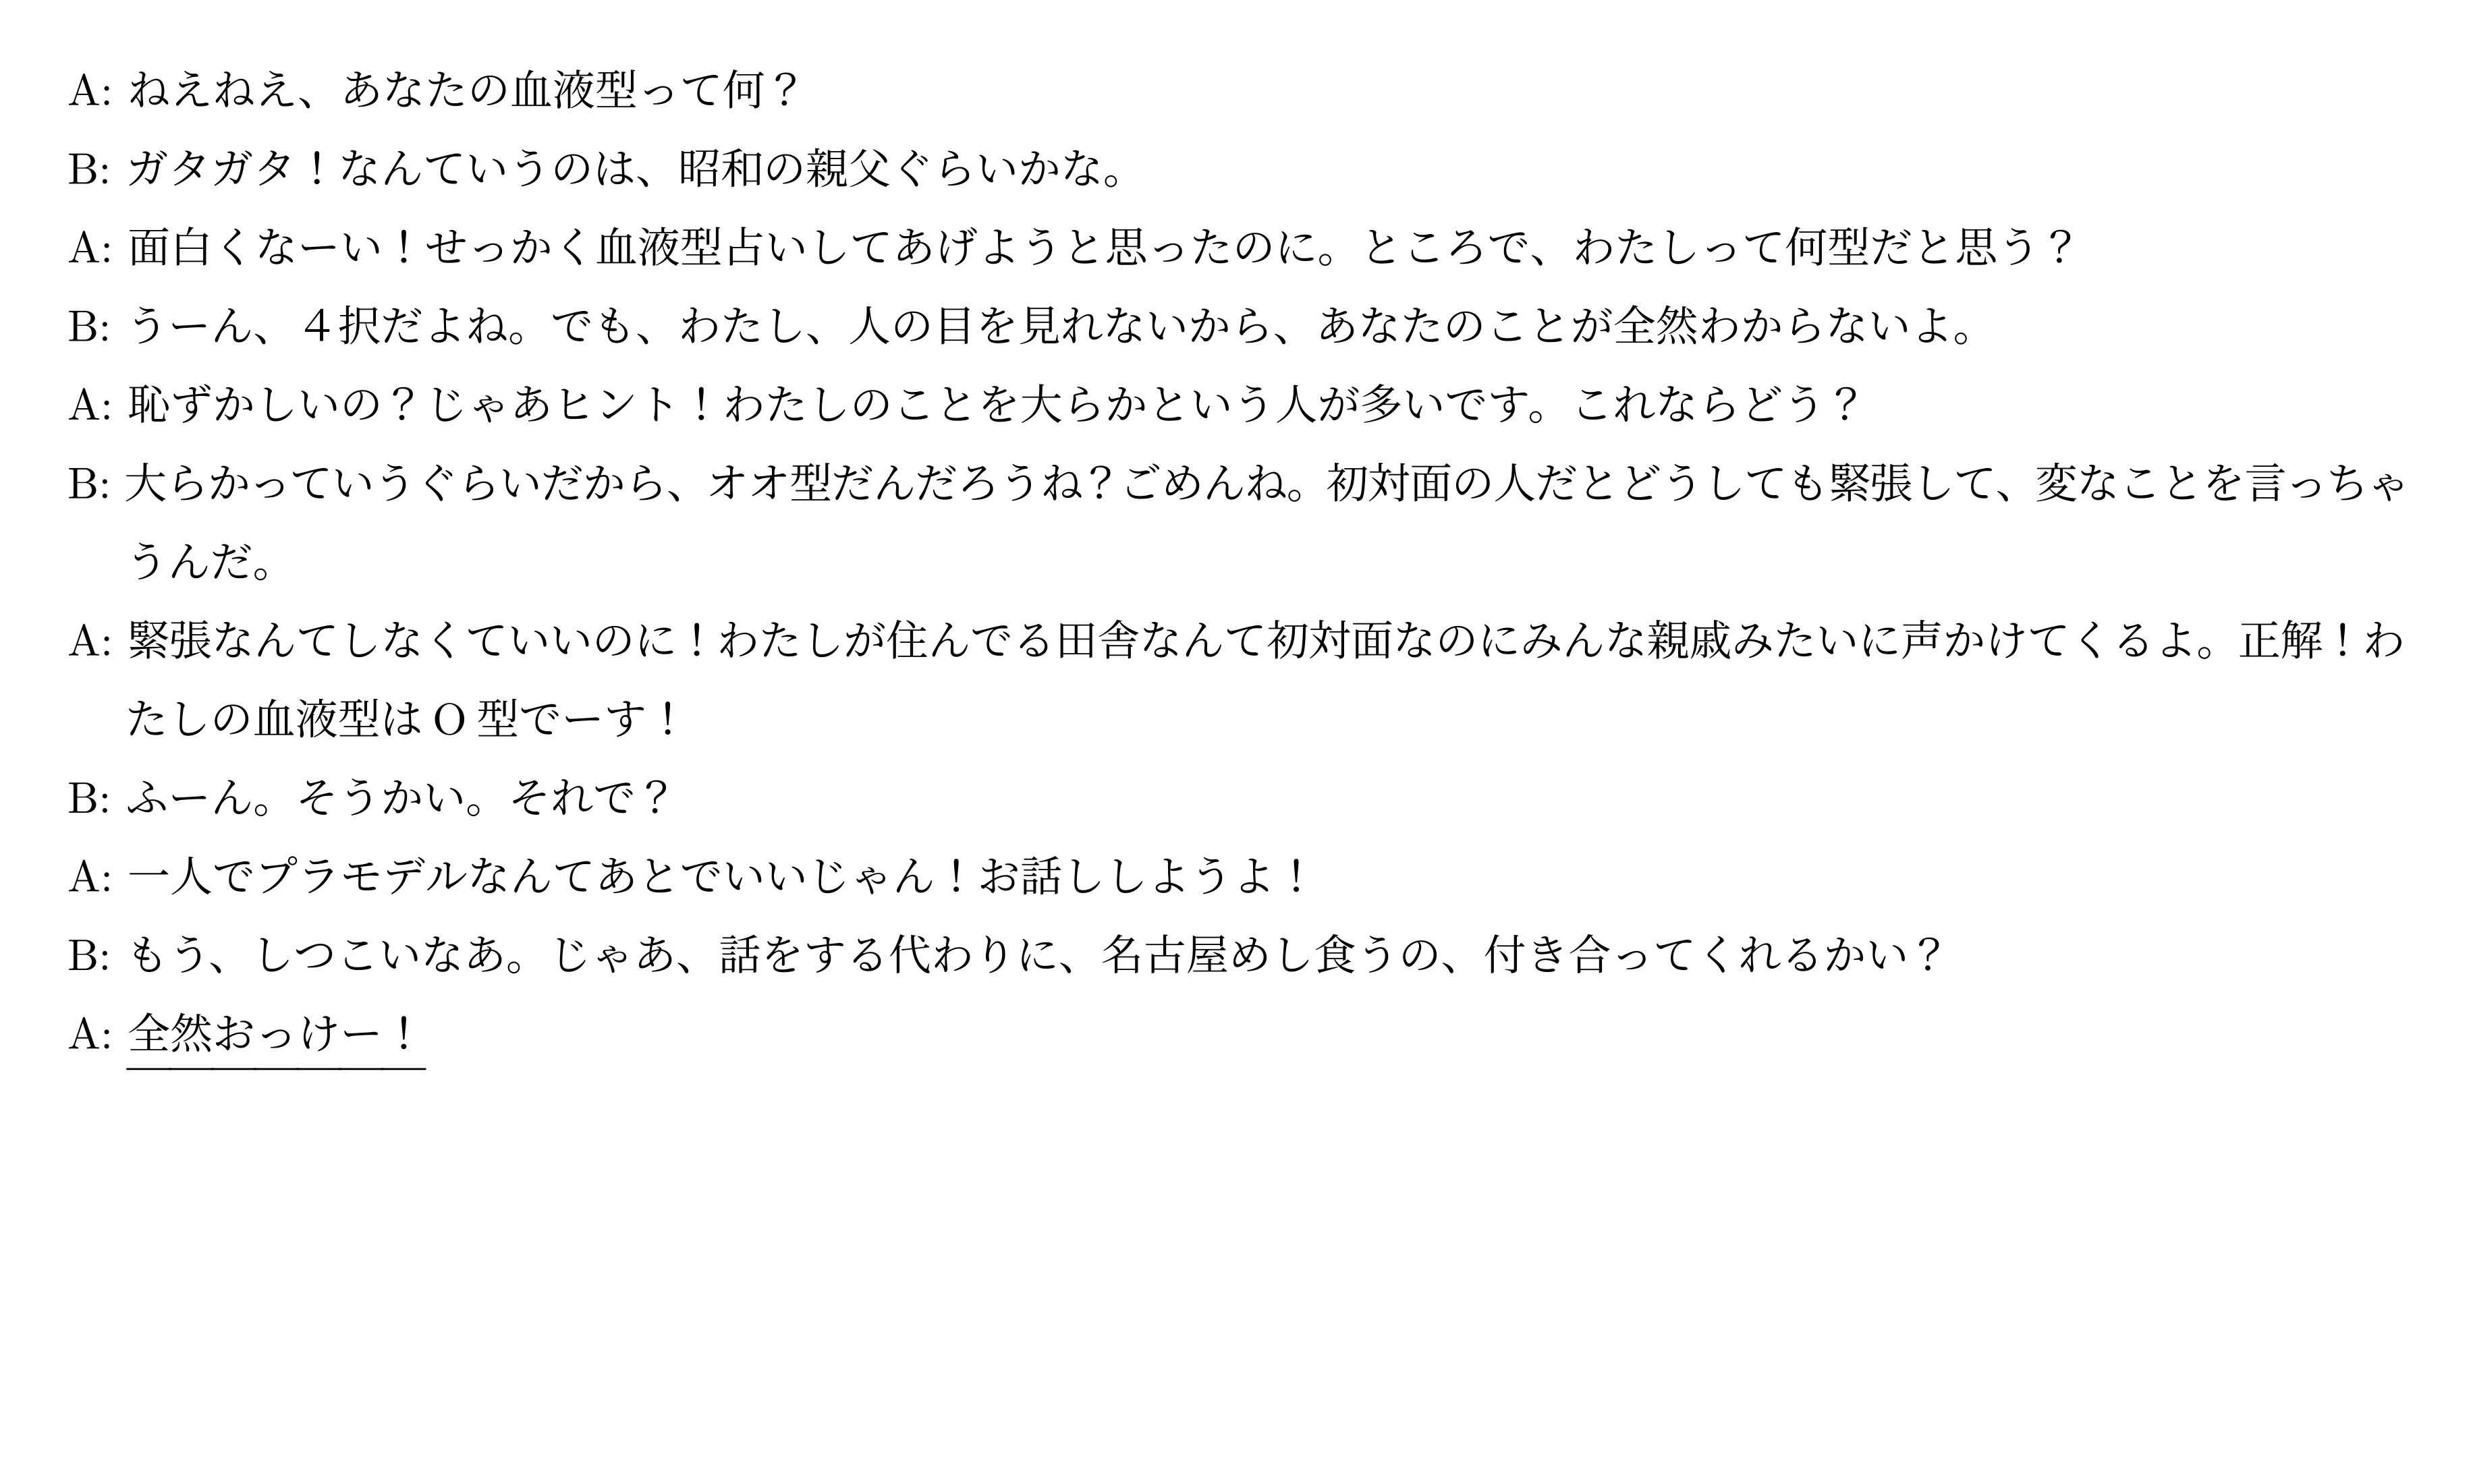 A: ねえねえ、あなたの血液型って何？
B: ガタガタ！なんていうのは、昭和の親父ぐらいかな。
A: 面白くなーい！せっかく血液型占いしてあげようと思ったのに。ところで、わたしって何型だと思う？
B: うーん、４択だよね。でも、わたし、人の目を見れないから、あなたのことが全然わからないよ。
A: 恥ずかしいの？じゃあヒント！わたしのことを大らかという人が多いです。これならどう？
B: 大らかっていうぐらいだから、オオ型だんだろうね？ごめんね。初対面の人だとどうしても緊張して、変なことを言っちゃ
うんだ。
A: 緊張なんてしなくていいのに！わたしが住んでる田舎なんて初対面なのにみんな親戚みたいに声かけてくるよ。正解！わ
たしの血液型は O 型でーす！
B: ふーん。そうかい。それで？
A: 一人でプラモデルなんてあとでいいじゃん！お話ししようよ！
B: もう、しつこいなあ。じゃあ、話をする代わりに、名古屋めし食うの、付き合ってくれるかい？
A: 全然おっけー！